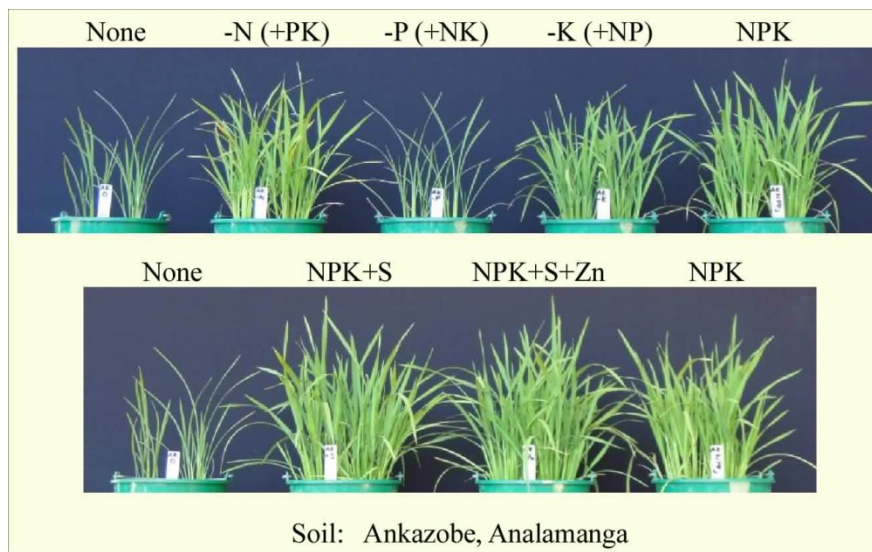 None -N (+PK) -P (+NK) -K (+NP) NPK
None NPK+S NPK+S+Zn NPK
Soil: Ankazobe, Analamanga